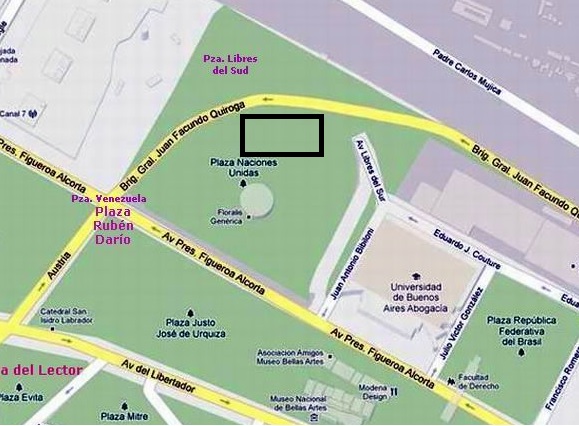 Pza. Libres
del Sud
Padre Carlos Mujica
Canal 7
Brig. Gral. Juan Facundo Quiroga
Brig. Gral. Juan Facundo Qu
Pres. Figueroa Alcorta
Plaza Naciones
Unidas
Av Libres del Sur
Pza. Venezuela
Plaza
Rubén
Darío
Floralis
Genérica
Av Pres. Figueroa Alcorta
Eduardo J. Couture
Juan Antonio Bibiloni
Austria
Universidad
de Buenos
Aires Abogacía
Catedral San
Isidro Labrador
Plaza Justo
José de Urquiza
Julio Víctor González
Plaza República
Federativa
del Brasil
Av Pres. Figueroa Alcorta
Asociacion Amigos
Museo Bellas Artes
a del Lector
Av del Libertador
Plaza Evita
Plaza Mitre
Museo Nacional
de Bellas Artes
Modena
Design
Facultad
de Derecho
Francisco Romero